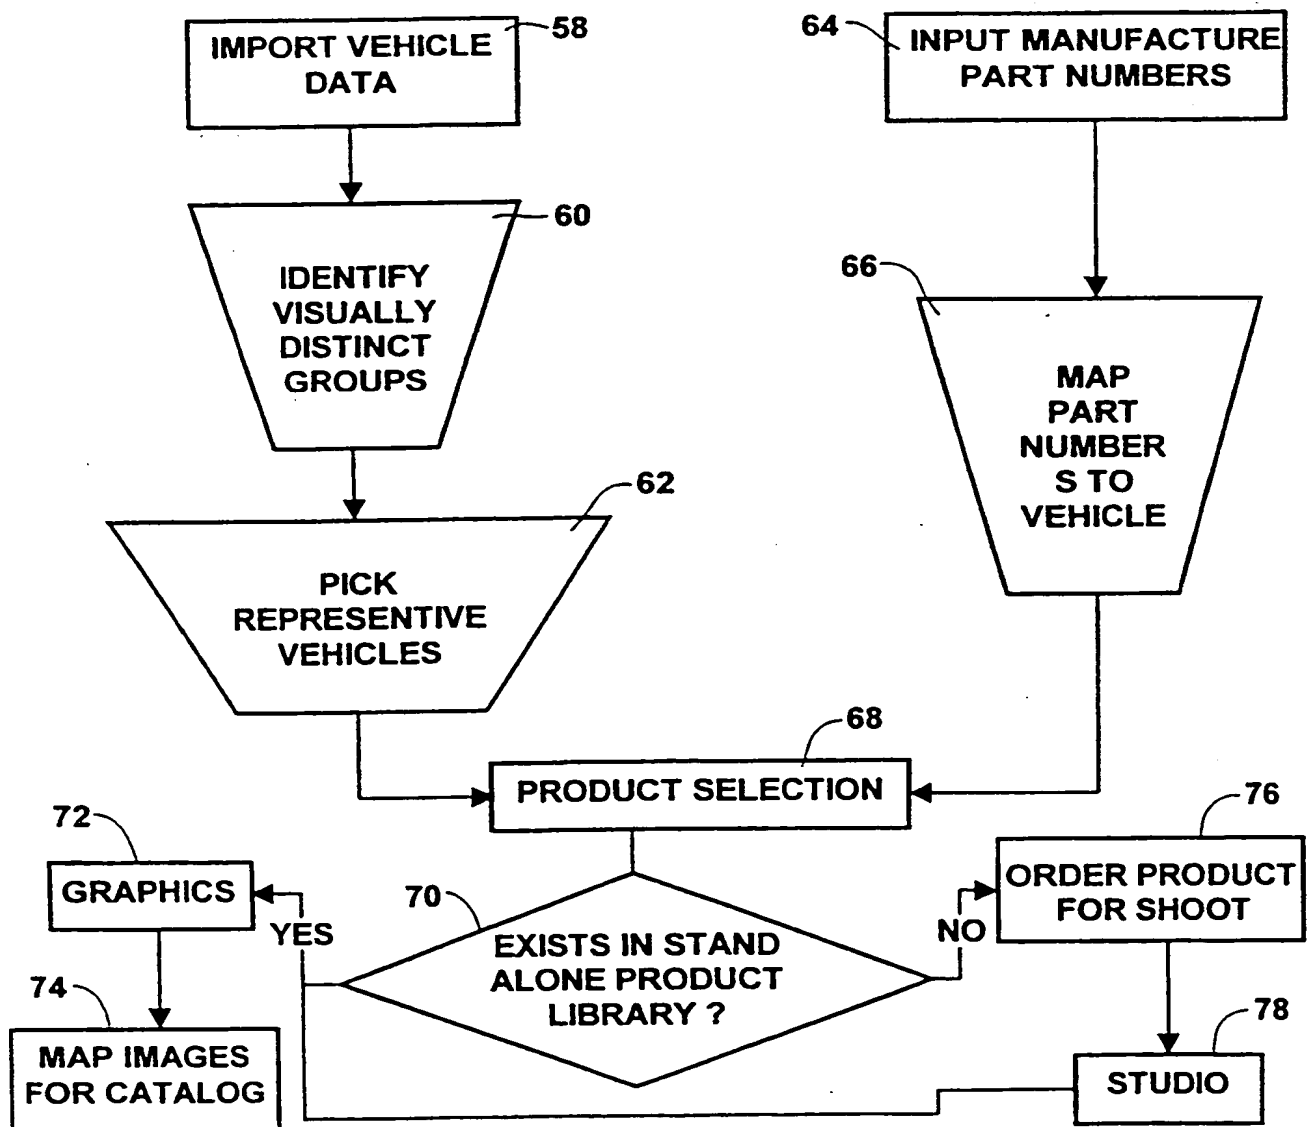 IMPORT VEHICLE
DATA
58
64
INPUT MANUFACTURE
PART NUMBERS
60
IDENTIFY
VISUALLY
DISTINCT
GROUPS
66
MAP
PART
NUMBER
S TO
VEHICLE
62
PICK
REPRESENTIVE
VEHICLES
68
PRODUCT SELECTION
72
GRAPHICS
YES
70
EXISTS IN STAND
ALONE PRODUCT
LIBRARY ?
NO
76
ORDER PRODUCT
FOR SHOOT
74
MAP IMAGES
FOR CATALOG
78
STUDIO